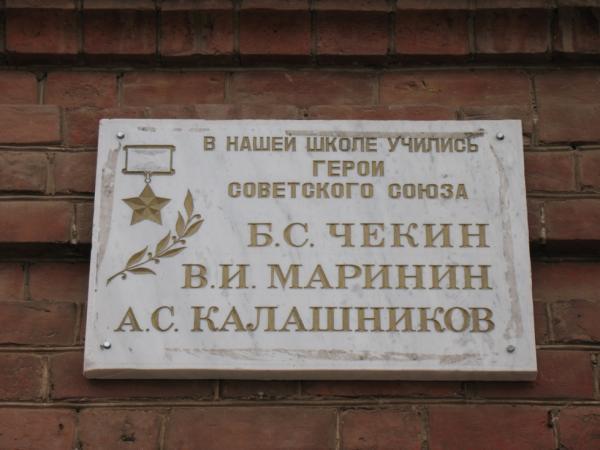 В НАШЕЙ ШКОЛЕ УЧИЛИСЬ
ГЕРОИ
СОВЕТСКОГО СОЮЗА
Б.С. ЧЕКИН
В.И. МАРИНИН
А.С. КАЛАШНИКОВ